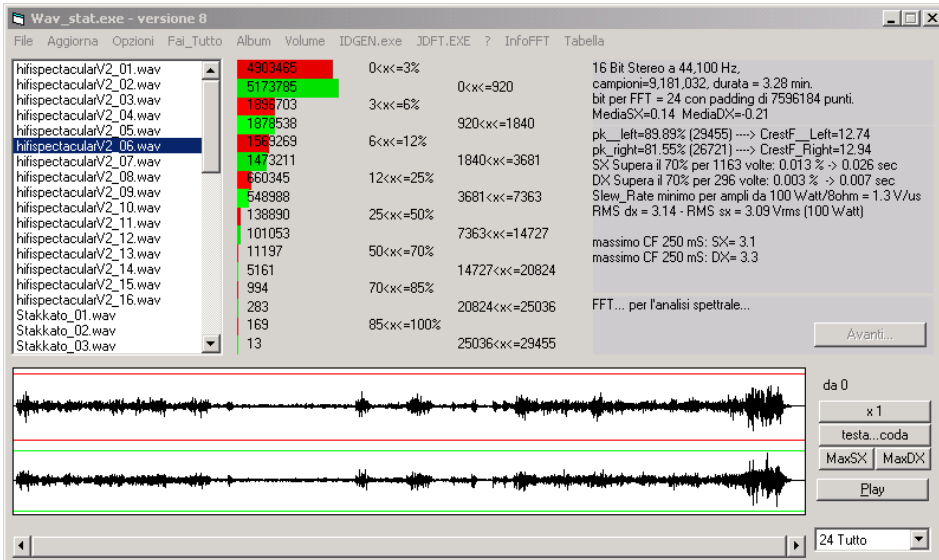 Wav_stat.exe - versione 8
File Aggiorna Opzioni Fai_Tutto Album Volume IDGEN.exe JDFT.EXE ? InfoFFT Tabella
hifispectacularV2_01.wav
hifispectacularV2_02.wav
hifispectacularV2_03.wav
hifispectacularV2_04.wav
hifispectacularV2_05.wav
hifispectacularV2_06.wav
hifispectacularV2_07.wav
hifispectacularV2_08.wav
hifispectacularV2_09.wav
hifispectacularV2_10.wav
hifispectacularV2_11.wav
hifispectacularV2_12.wav
hifispectacularV2_13.wav
hifispectacularV2_14.wav
hifispectacularV2_15.wav
hifispectacularV2_16.wav
Stakkato_01.wav
Stakkato_02.wav
Stakkato_03.wav
4903465 0<x<=3%
5173785 0<x<=920
1896703 3<x<=6%
1878538 920<x<=1840
1569269 6<x<=12%
1473211 1840<x<=3681
660345 12<x<=25%
548988 3681<x<=7363
138890 25<x<=50%
101053 7363<x<=14727
11197 50<x<=70%
5161 14727<x<=20824
994 70<x<=85%
283 20824<x<=25036
169 85<x<=100%
13 25036<x<=29455
16 Bit Stereo a 44,100 Hz,
campioni=9,181,032, durata = 3.28 min.
bit per FFT = 24 con padding di 7596184 punti.
MediaSX=0.14 MediaDX=-0.21
pk__left=89.89% (29455) ----> CrestF__Left=12.74
pk_right=81.55% (26721) ----> CrestF_Right=12.94
SX Supera il 70% per 1163 volte: 0.013 % -> 0.026 sec
DX Supera il 70% per 296 volte: 0.003 % -> 0.007 sec
Slew_Rate minimo per ampli da 100 Watt/8ohm = 1.3 V/us
RMS dx = 3.14 - RMS sx = 3.09 Vrms (100 Watt)
massimo CF 250 mS: SX= 3.1
massimo CF 250 mS: DX= 3.3
FFT... per l'analisi spettrale...
Avanti...
da 0
x 1
testa...coda
MaxSX MaxDX
Play
24 Tutto